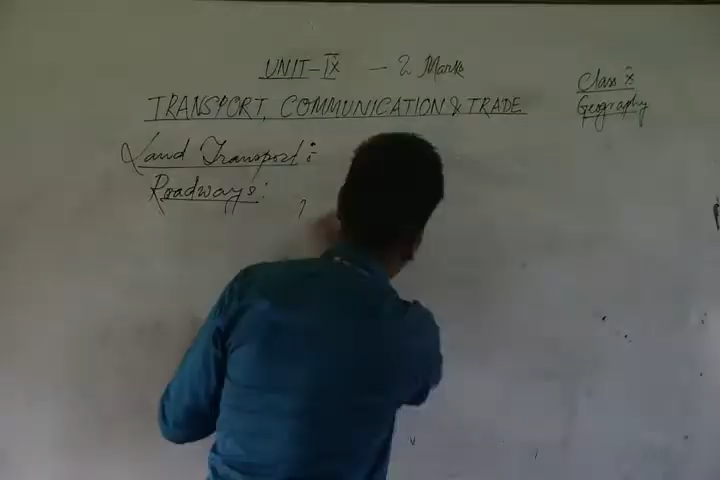 UNIT-IX - 2 Marks
Class X
Geography
TRANSPORT, COMMUNICATION & TRADE
Land Transport:
Roadways: